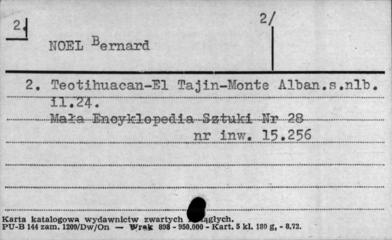 2.
2/
NOEL Bernard
2. Teotihuacan-El Tajin-Monte Alban.s.nlb.
il.24.
Mała Encyklopedia Sztuki Nr 28
nr inw. 15.256
Karta katalogowa wydawnictw zwartych ciągłych.
PU-B 144 zam. 1209/Dw/On — Wrak 898 - 950.000 - Kart. 5 kl. 180 g, - 8.72.